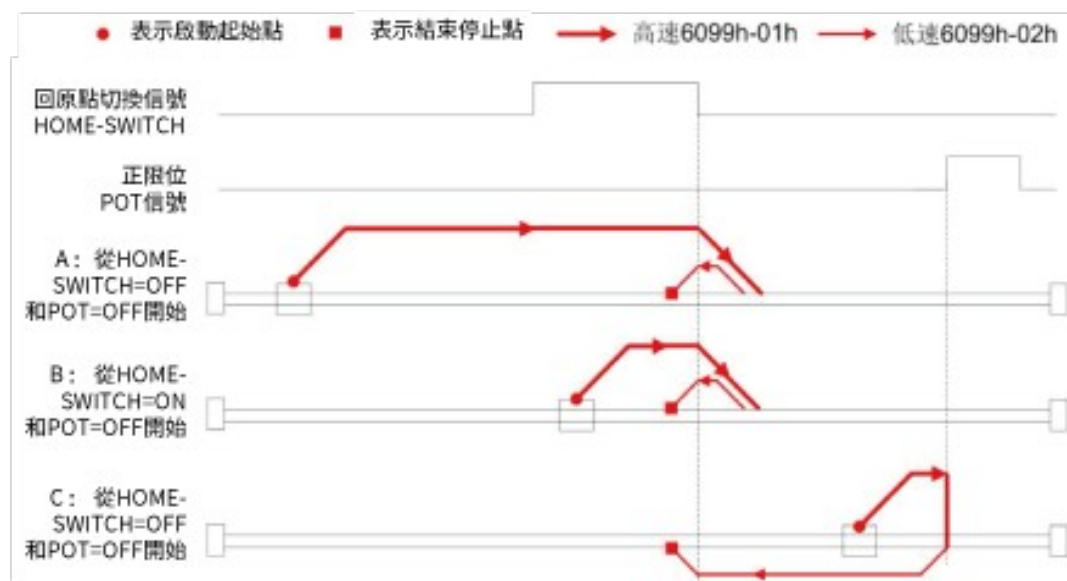 表示啟動起始點 表示結束停止點 高速6099h-01h 低速6099h-02h
回原點切換信號
HOME-SWITCH
正限位
POT信號
A：從HOME-
SWITCH=OFF
和POT=OFF開始
B：從HOME-
SWITCH=ON
和POT=OFF開始
C：從HOME-
SWITCH=OFF
和POT=OFF開始